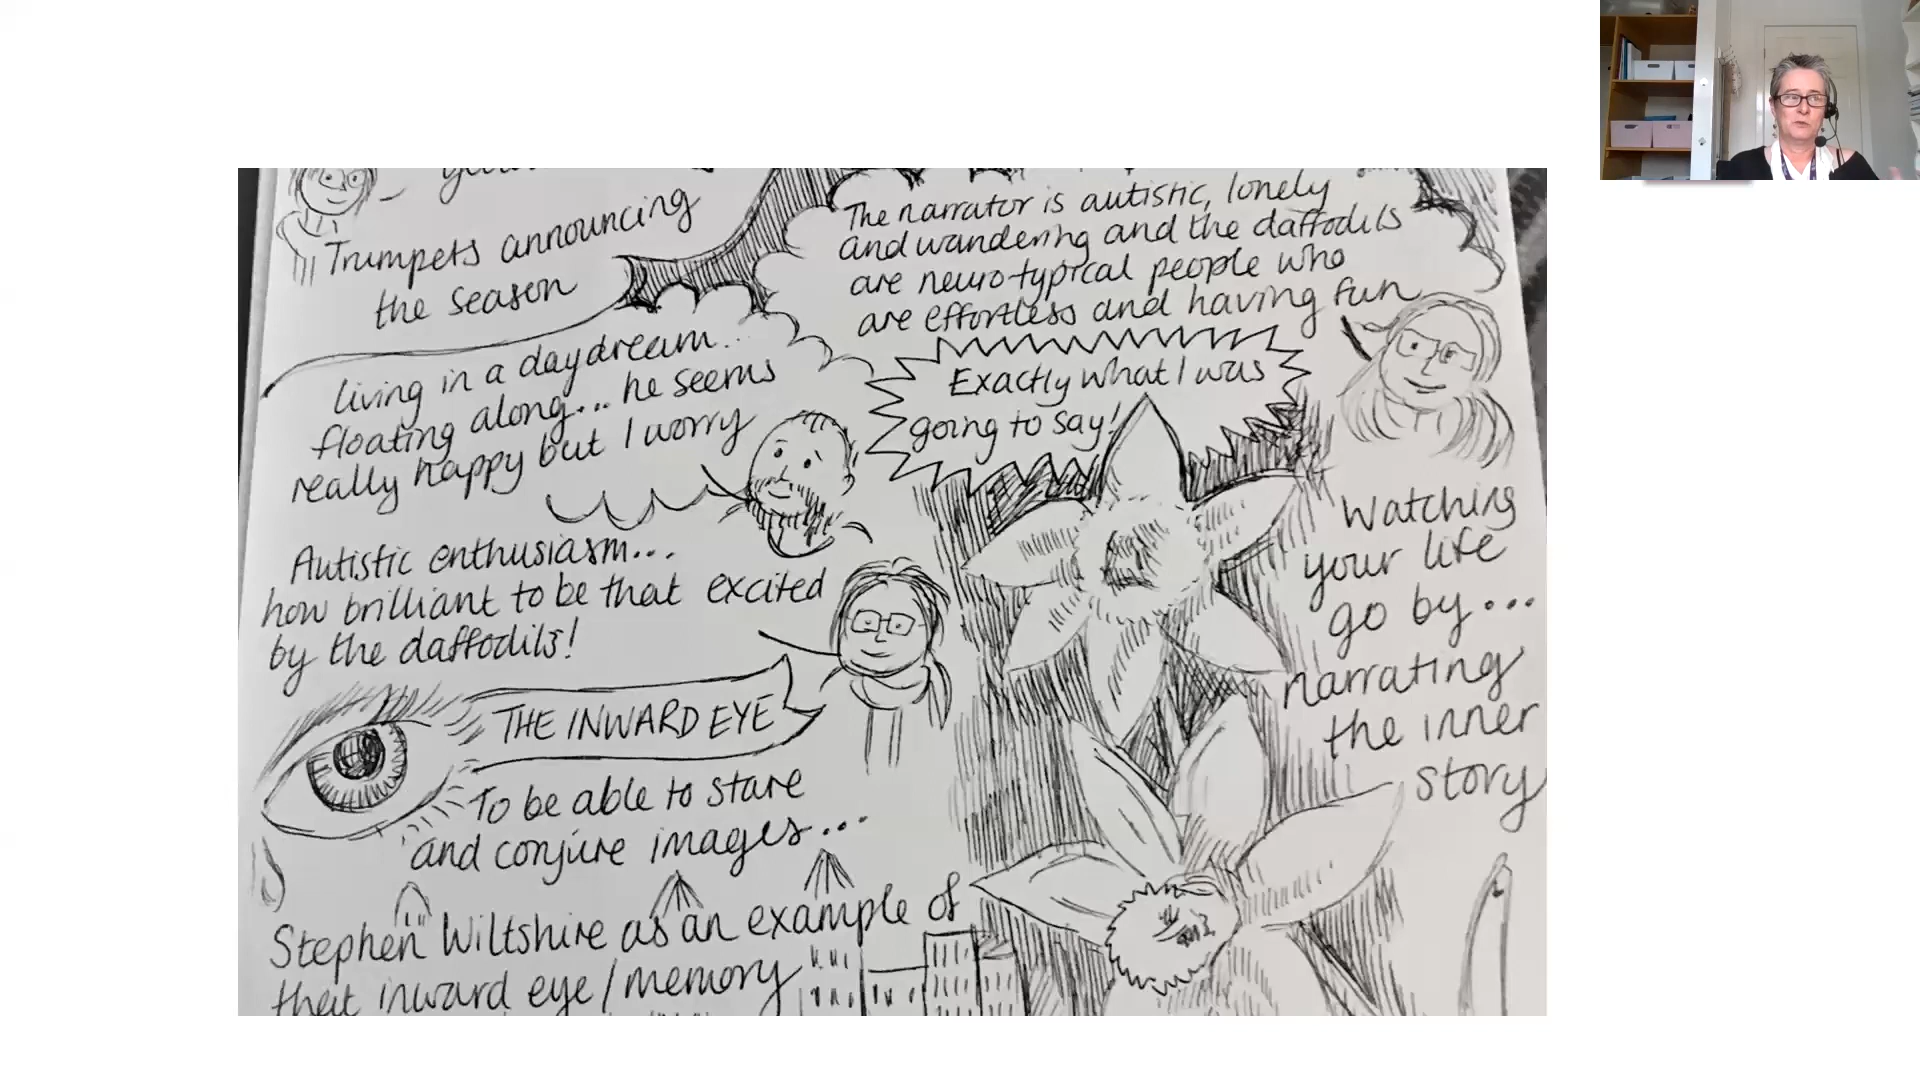 Trumpets announcing
the season
living in a daydream...
floating along... he seems
really happy but I worry
Autistic enthusiasm...
how brilliant to be that excited
by the daffodils!
THE INWARD EYE
To be able to stare
and conjure images...
Stephen Wiltshire as an example of
that inward eye/memory
The narrator is autistic, lonely
and wandering and the daffodils
are neuro-typical people who
are effortless and having fun
Exactly what I was
going to say!
Watching
your life
go by...
narrating
the inner
story